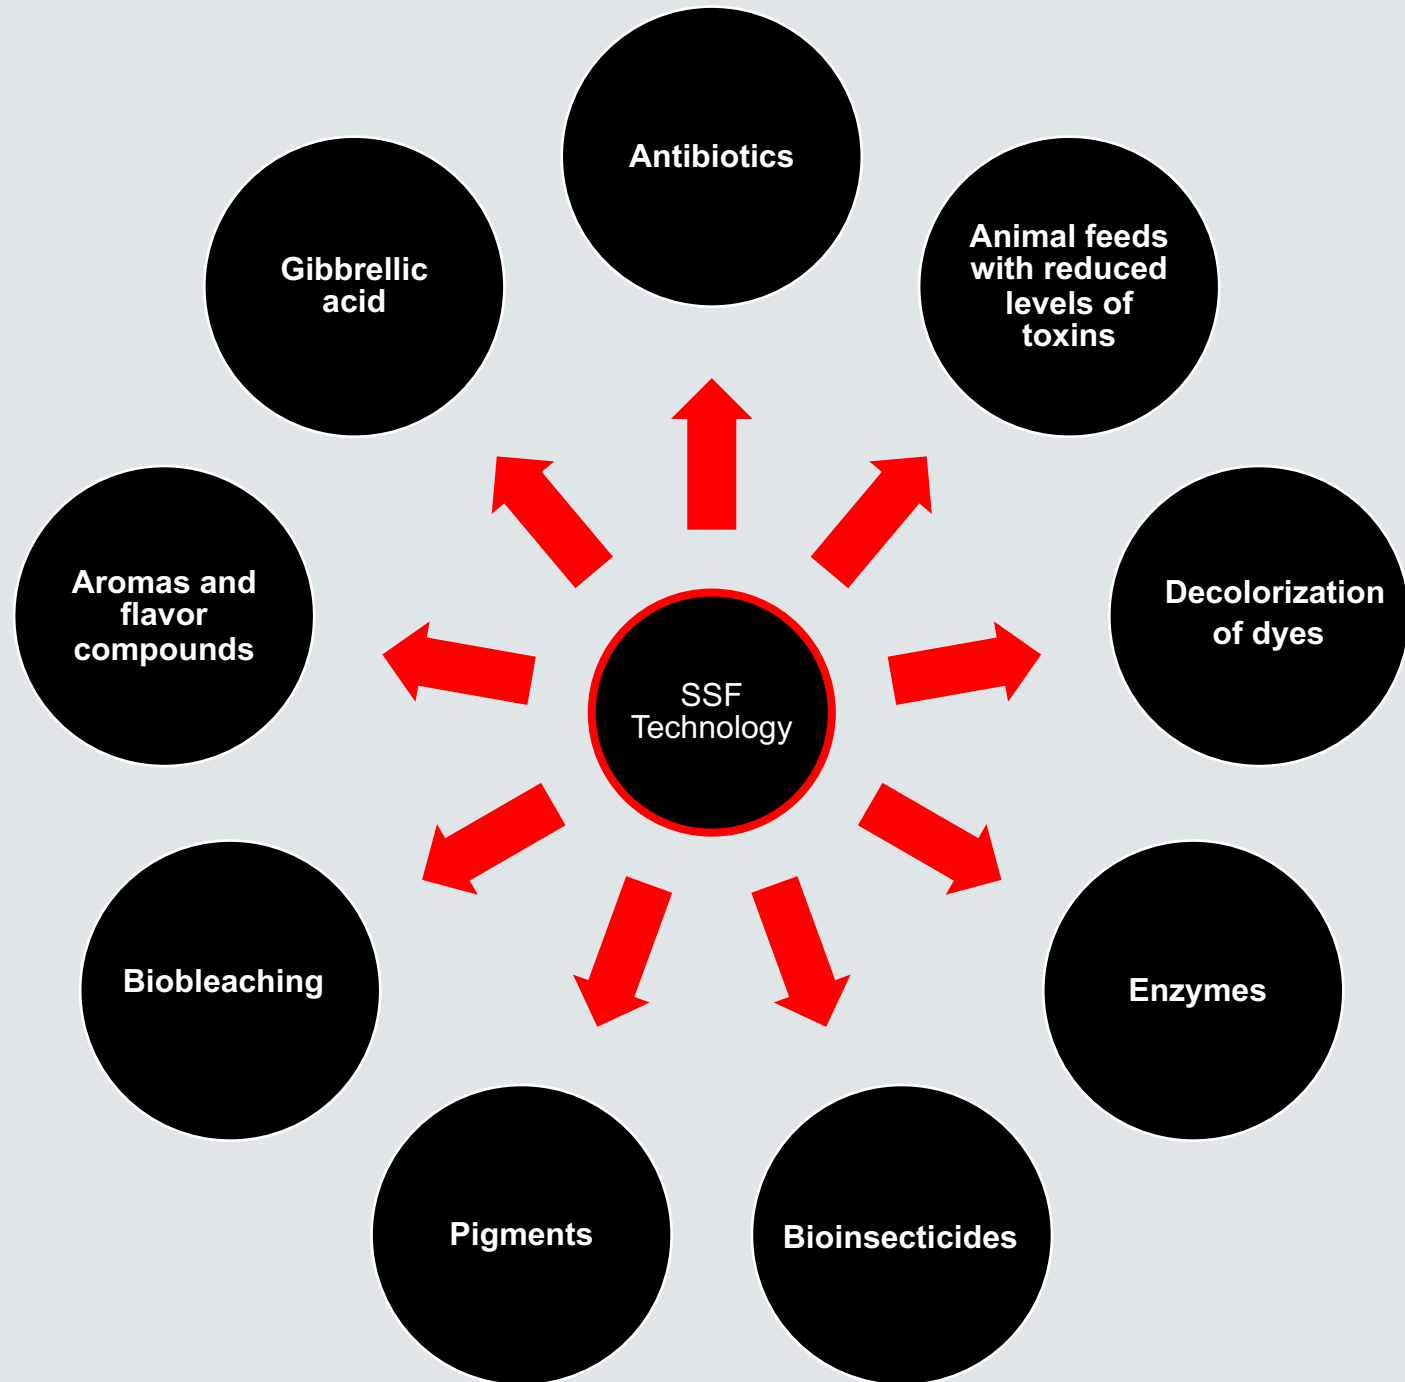 Antibiotics
Animal feeds
with reduced
levels of
toxins
Gibbrellic
acid
Aromas and
flavor
compounds
Decolorization
of dyes
SSF
Technology
Biobleaching
Enzymes
Pigments
Bioinsecticides